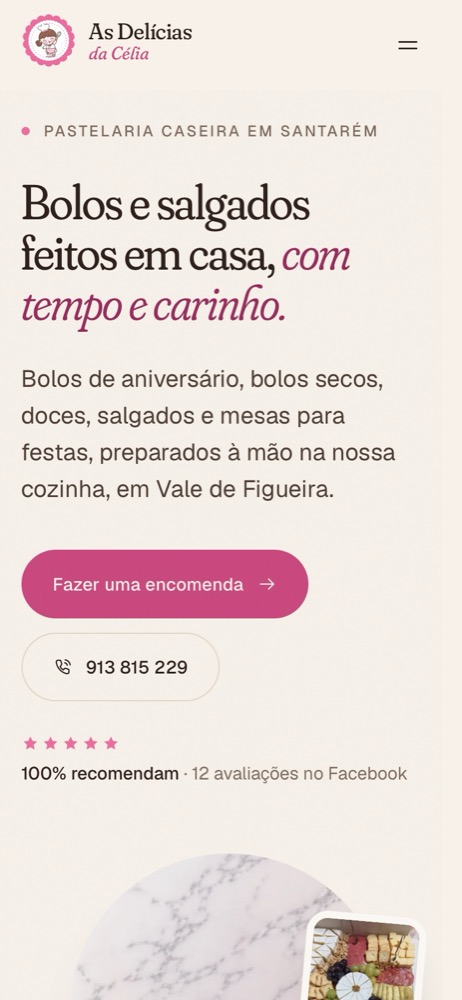 As Delícias
da Célia
PASTELARIA CASEIRA EM SANTARÉM
Bolos e salgados
feitos em casa, com
tempo e carinho.
Bolos de aniversário, bolos secos,
doces, salgados e mesas para
festas, preparados à mão na nossa
cozinha, em Vale de Figueira.
Fazer uma encomenda →
913 815 229
100% recomendam · 12 avaliações no Facebook